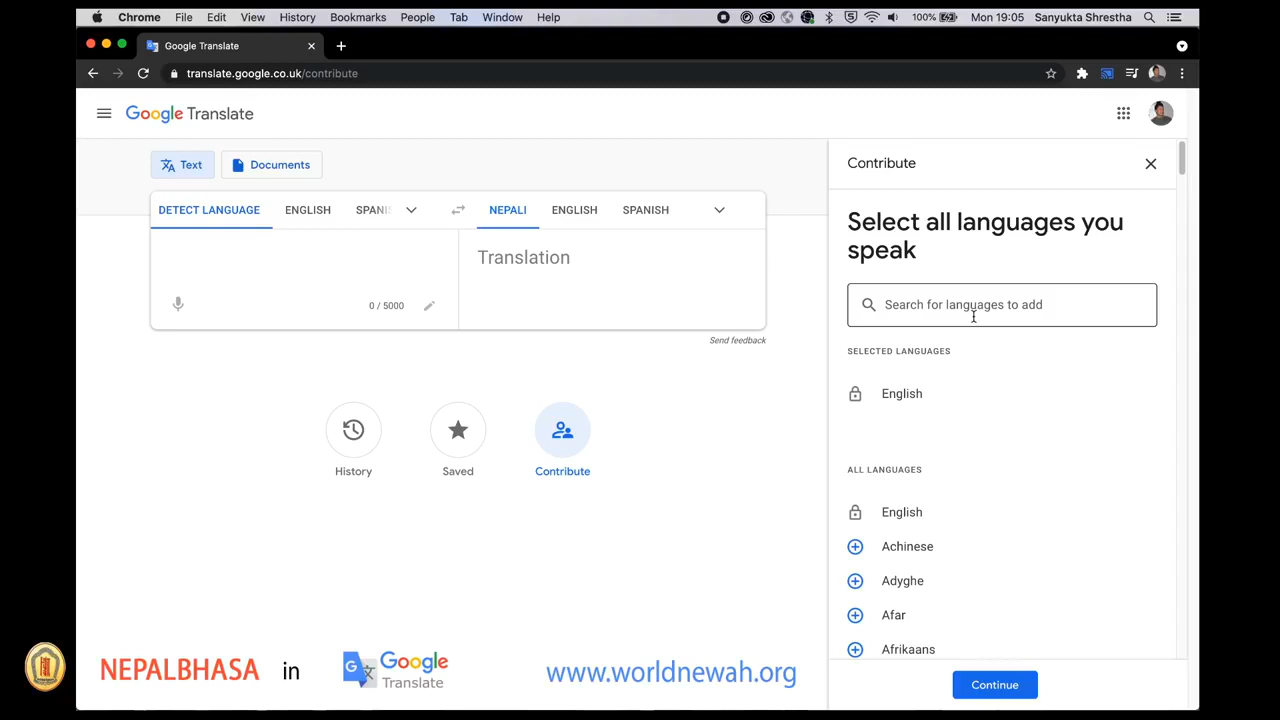 Chrome File Edit View History Bookmarks People Tab Window Help 100% Mon 19:05 Sanyukta Shrestha
Google Translate
translate.google.co.uk/contribute
Google Translate
Text Documents
DETECT LANGUAGE ENGLISH SPANI NEPALI ENGLISH SPANISH
Translation
0 / 5000
Send feedback
History Saved Contribute
Contribute
Select all languages you
speak
Search for languages to add
SELECTED LANGUAGES
English
ALL LANGUAGES
English
Achinese
Adyghe
Afar
Afrikaans
Continue
NEPALBHASA in Google Translate www.worldnewah.org